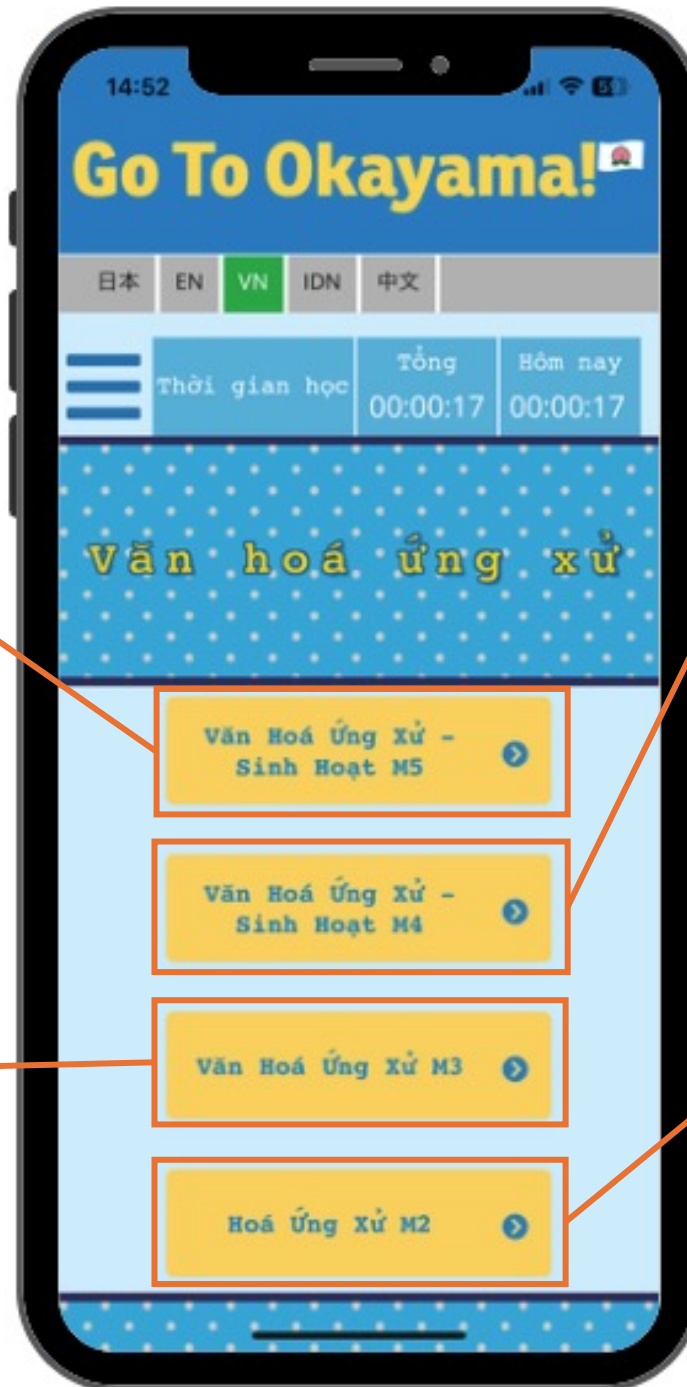 14:52
Go To Okayama!
日本 EN VN IDN 中文
Thời gian học
Tổng
00:00:17
Hôm nay
00:00:17
Văn hoá ứng xử
Văn Hoá Ứng Xử -
Sinh Hoạt M5
Văn Hoá Ứng Xử -
Sinh Hoạt M4
Văn Hoá Ứng Xử M3
Hoá Ứng Xử M2